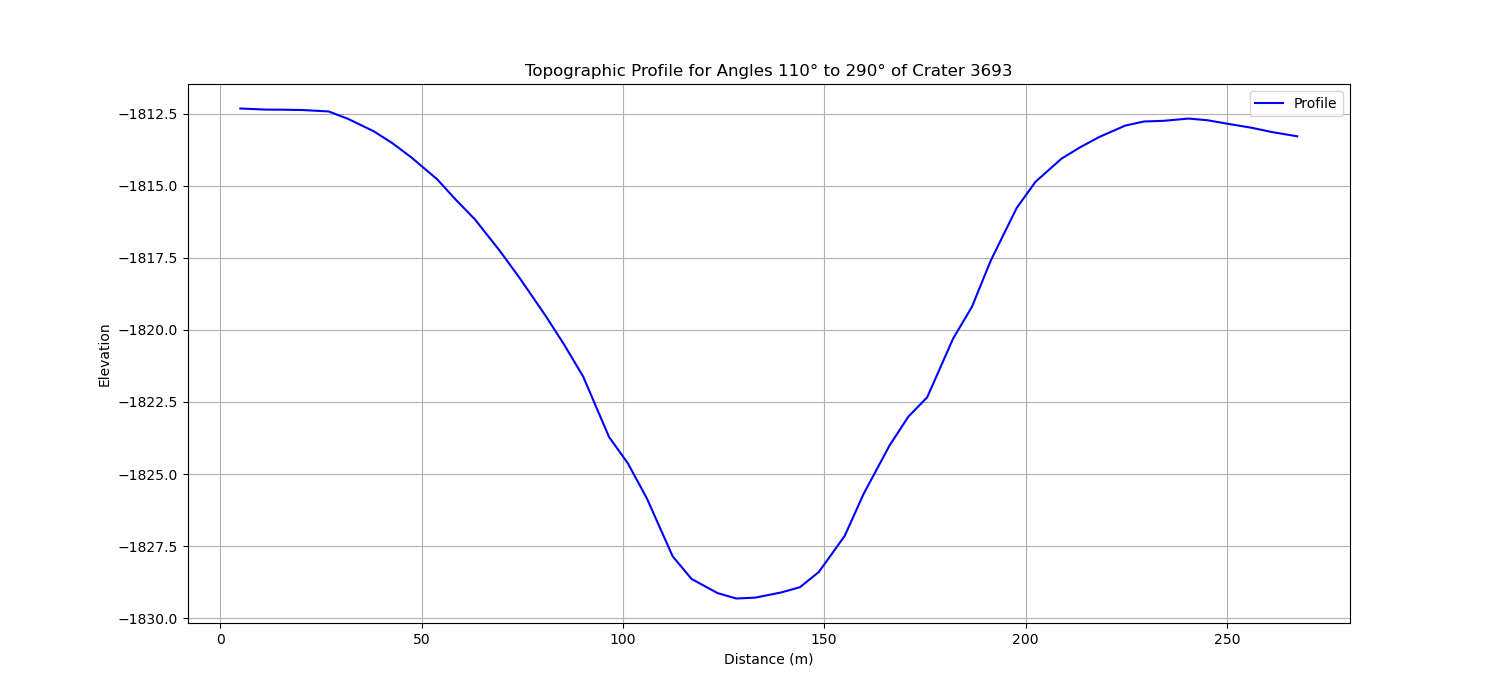 Topographic Profile for Angles 110° to 290° of Crater 3693
Profile
Elevation
−1812.5
−1815.0
−1817.5
−1820.0
−1822.5
−1825.0
−1827.5
−1830.0
0 50 100 150 200 250
Distance (m)